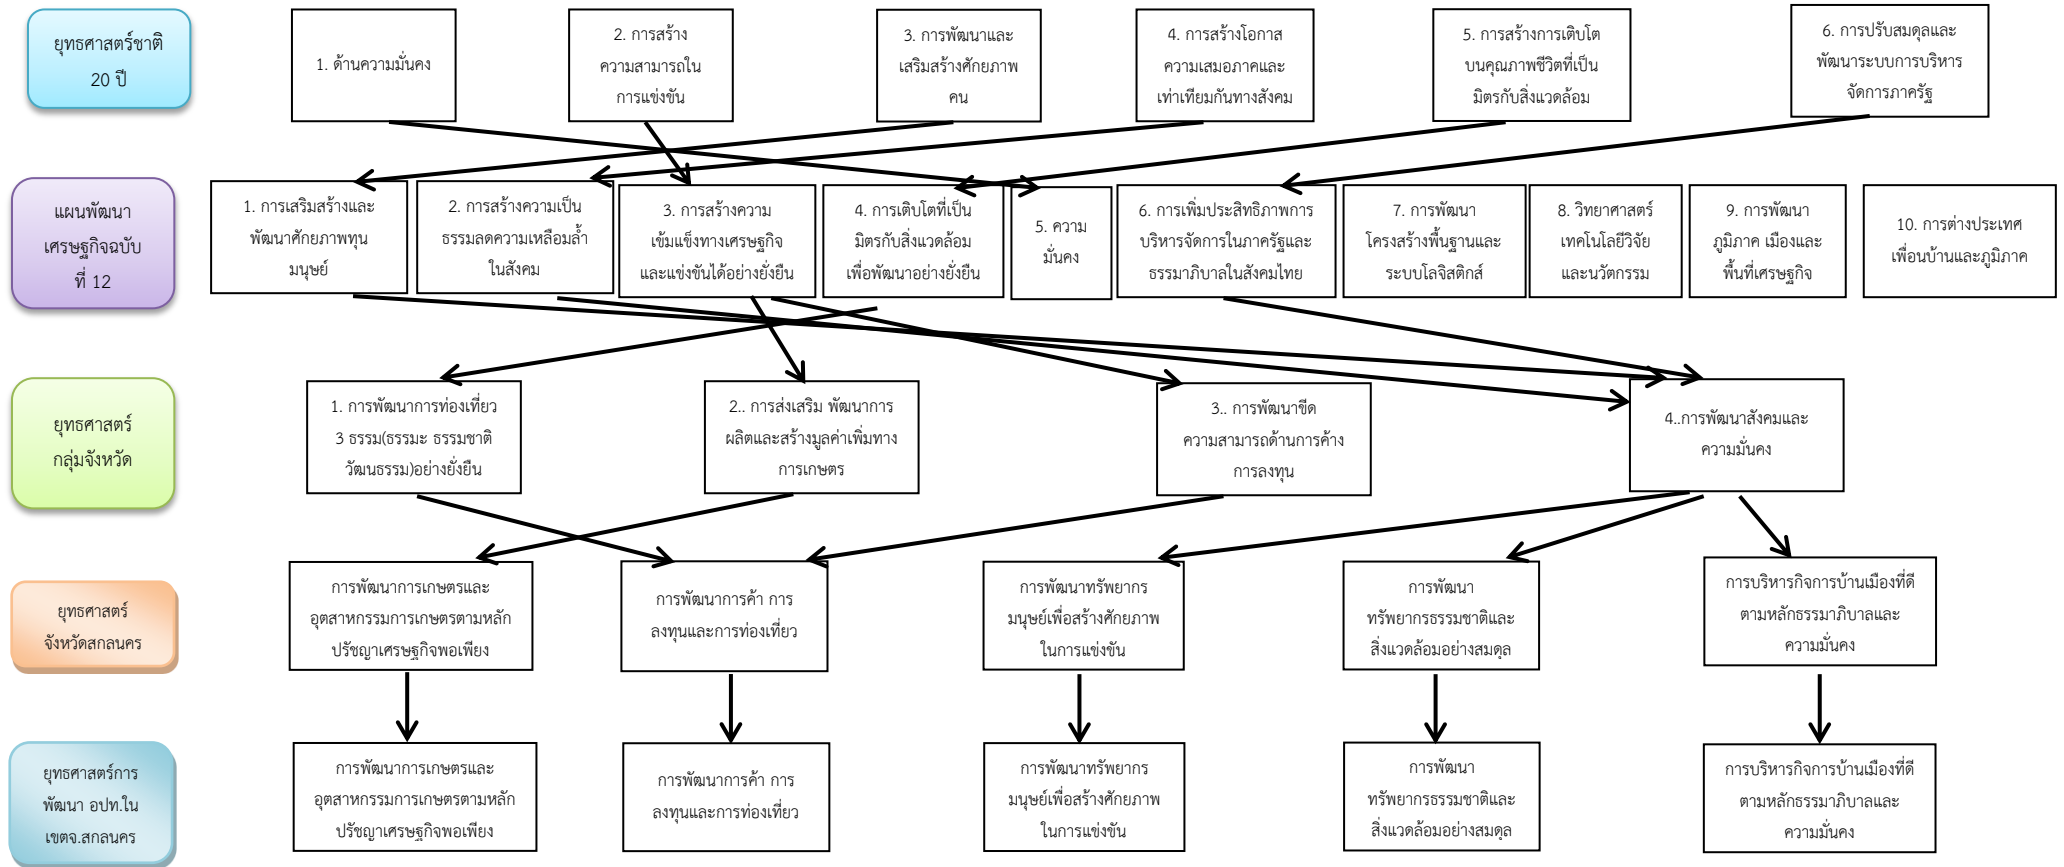 ยุทธศาสตร์ชาติ
20 ปี
1. ด้านความมั่นคง
2. การสร้าง
ความสามารถใน
การแข่งขัน
3. การพัฒนาและ
เสริมสร้างศักยภาพ
คน
4. การสร้างโอกาส
ความเสมอภาคและ
เท่าเทียมกันทางสังคม
5. การสร้างการเติบโต
บนคุณภาพชีวิตที่เป็น
มิตรกับสิ่งแวดล้อม
6. การปรับสมดุลและ
พัฒนาระบบการบริหาร
จัดการภาครัฐ
แผนพัฒนา
เศรษฐกิจฉบับ
ที่ 12
1. การเสริมสร้างและ
พัฒนาศักยภาพทุน
มนุษย์
2. การสร้างความเป็น
ธรรมลดความเหลือมล้ำ
ในสังคม
3. การสร้างความ
เข้มแข็งทางเศรษฐกิจ
และแข่งขันได้อย่างยั่งยืน
4. การเติบโตที่เป็น
มิตรกับสิ่งแวดล้อม
เพื่อพัฒนาอย่างยั่งยืน
5. ความ
มั่นคง
6. การเพิ่มประสิทธิภาพการ
บริหารจัดการในภาครัฐและ
ธรรมาภิบาลในสังคมไทย
7. การพัฒนา
โครงสร้างพื้นฐานและ
ระบบโลจิสติกส์
8. วิทยาศาสตร์
เทคโนโลยีวิจัย
และนวัตกรรม
9. การพัฒนา
ภูมิภาค เมืองและ
พื้นที่เศรษฐกิจ
10. การต่างประเทศ
เพื่อนบ้านและภูมิภาค
ยุทธศาสตร์
กลุ่มจังหวัด
1. การพัฒนาการท่องเที่ยว
3 ธรรม(ธรรมะ ธรรมชาติ
วัฒนธรรม)อย่างยั่งยืน
2.. การส่งเสริม พัฒนาการ
ผลิตและสร้างมูลค่าเพิ่มทาง
การเกษตร
3.. การพัฒนาขีด
ความสามารถด้านการค้าง
การลงทุน
4..การพัฒนาสังคมและ
ความมั่นคง
ยุทธศาสตร์
จังหวัดสกลนคร
การพัฒนาการเกษตรและ
อุตสาหกรรมการเกษตรตามหลัก
ปรัชญาเศรษฐกิจพอเพียง
การพัฒนาการค้า การ
ลงทุนและการท่องเที่ยว
การพัฒนาทรัพยากร
มนุษย์เพื่อสร้างศักยภาพ
ในการแข่งขัน
การพัฒนา
ทรัพยากรธรรมชาติและ
สิ่งแวดล้อมอย่างสมดุล
การบริหารกิจการบ้านเมืองที่ดี
ตามหลักธรรมาภิบาลและ
ความมั่นคง
ยุทธศาสตร์การ
พัฒนา อปท.ใน
เขตจ.สกลนคร
การพัฒนาการเกษตรและ
อุตสาหกรรมการเกษตรตามหลัก
ปรัชญาเศรษฐกิจพอเพียง
การพัฒนาการค้า การ
ลงทุนและการท่องเที่ยว
การพัฒนาทรัพยากร
มนุษย์เพื่อสร้างศักยภาพ
ในการแข่งขัน
การพัฒนา
ทรัพยากรธรรมชาติและ
สิ่งแวดล้อมอย่างสมดุล
การบริหารกิจการบ้านเมืองที่ดี
ตามหลักธรรมาภิบาลและ
ความมั่นคง